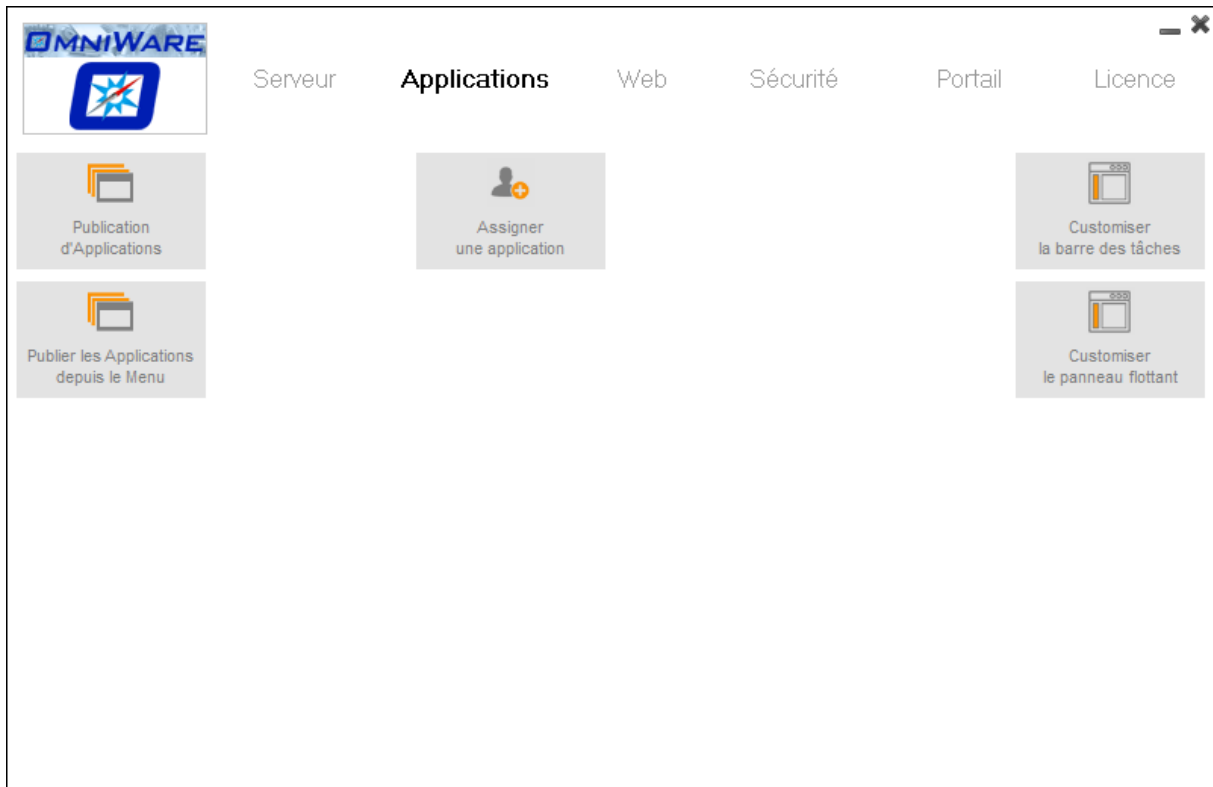 OMNIWARE
Serveur
Applications
Web
Sécurité
Portail
Licence
Publication
d'Applications
Assigner
une application
Customiser
la barre des tâches
Publier les Applications
depuis le Menu
Customiser
le panneau flottant